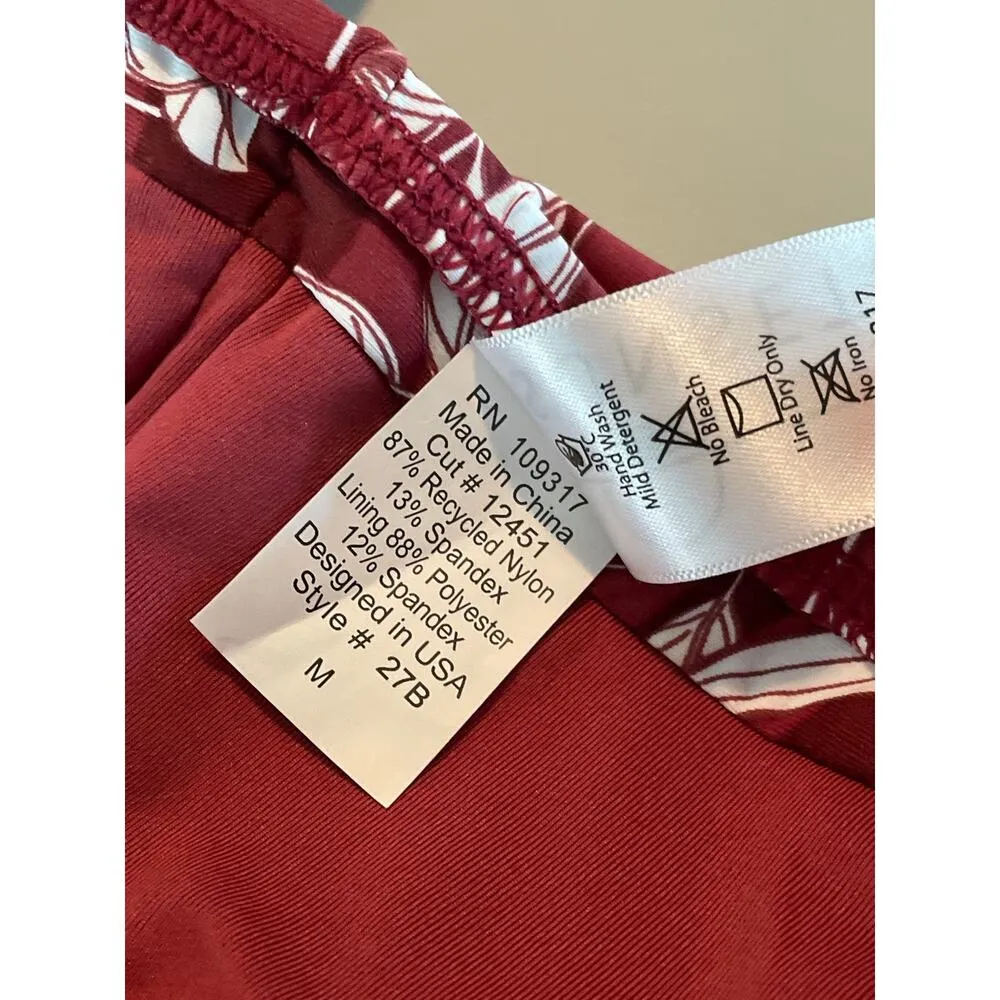 RN 109317
Made in China
Cut # 12451
87% Recycled Nylon
13% Spandex
Lining 88% Polyester
12% Spandex
Designed in USA
Style # 27B
M
30°C
Hand Wash
Mild Detergent
No Bleach
Line Dry Only
No Iron